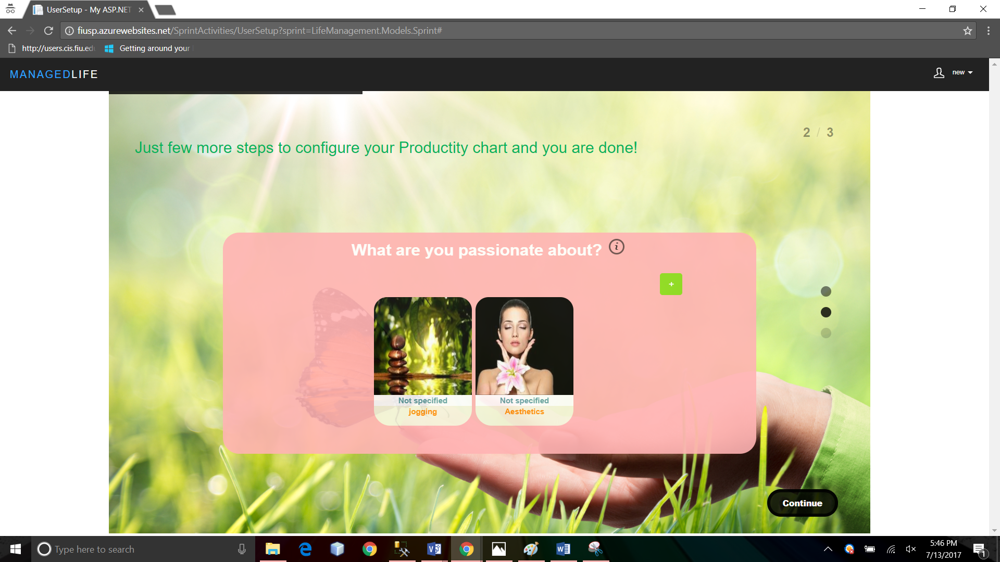 UserSetup - My ASP.NET
fiusp.azurewebsites.net/SprintActivities/UserSetup?sprint=LifeManagement.Models.Sprint#
http://users.cis.fiu.ed
Getting around your
MANAGEDLIFE
new
2 / 3
Just few more steps to configure your Productity chart and you are done!
What are you passionate about? i
+
Not specified
jogging
Not specified
Aesthetics
Continue
Type here to search
5:46 PM
7/13/2017
1